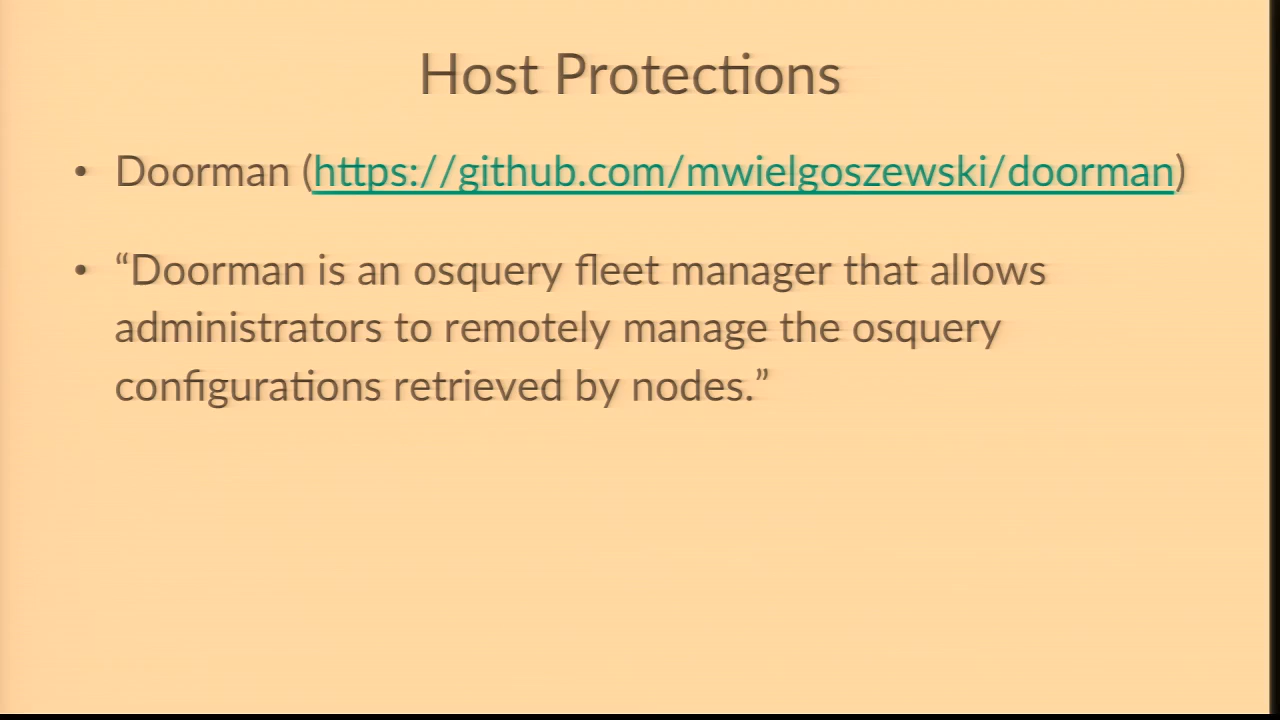 Host Protections
• Doorman (https://github.com/mwielgoszewski/doorman)
• “Doorman is an osquery fleet manager that allows
administrators to remotely manage the osquery
configurations retrieved by nodes.”